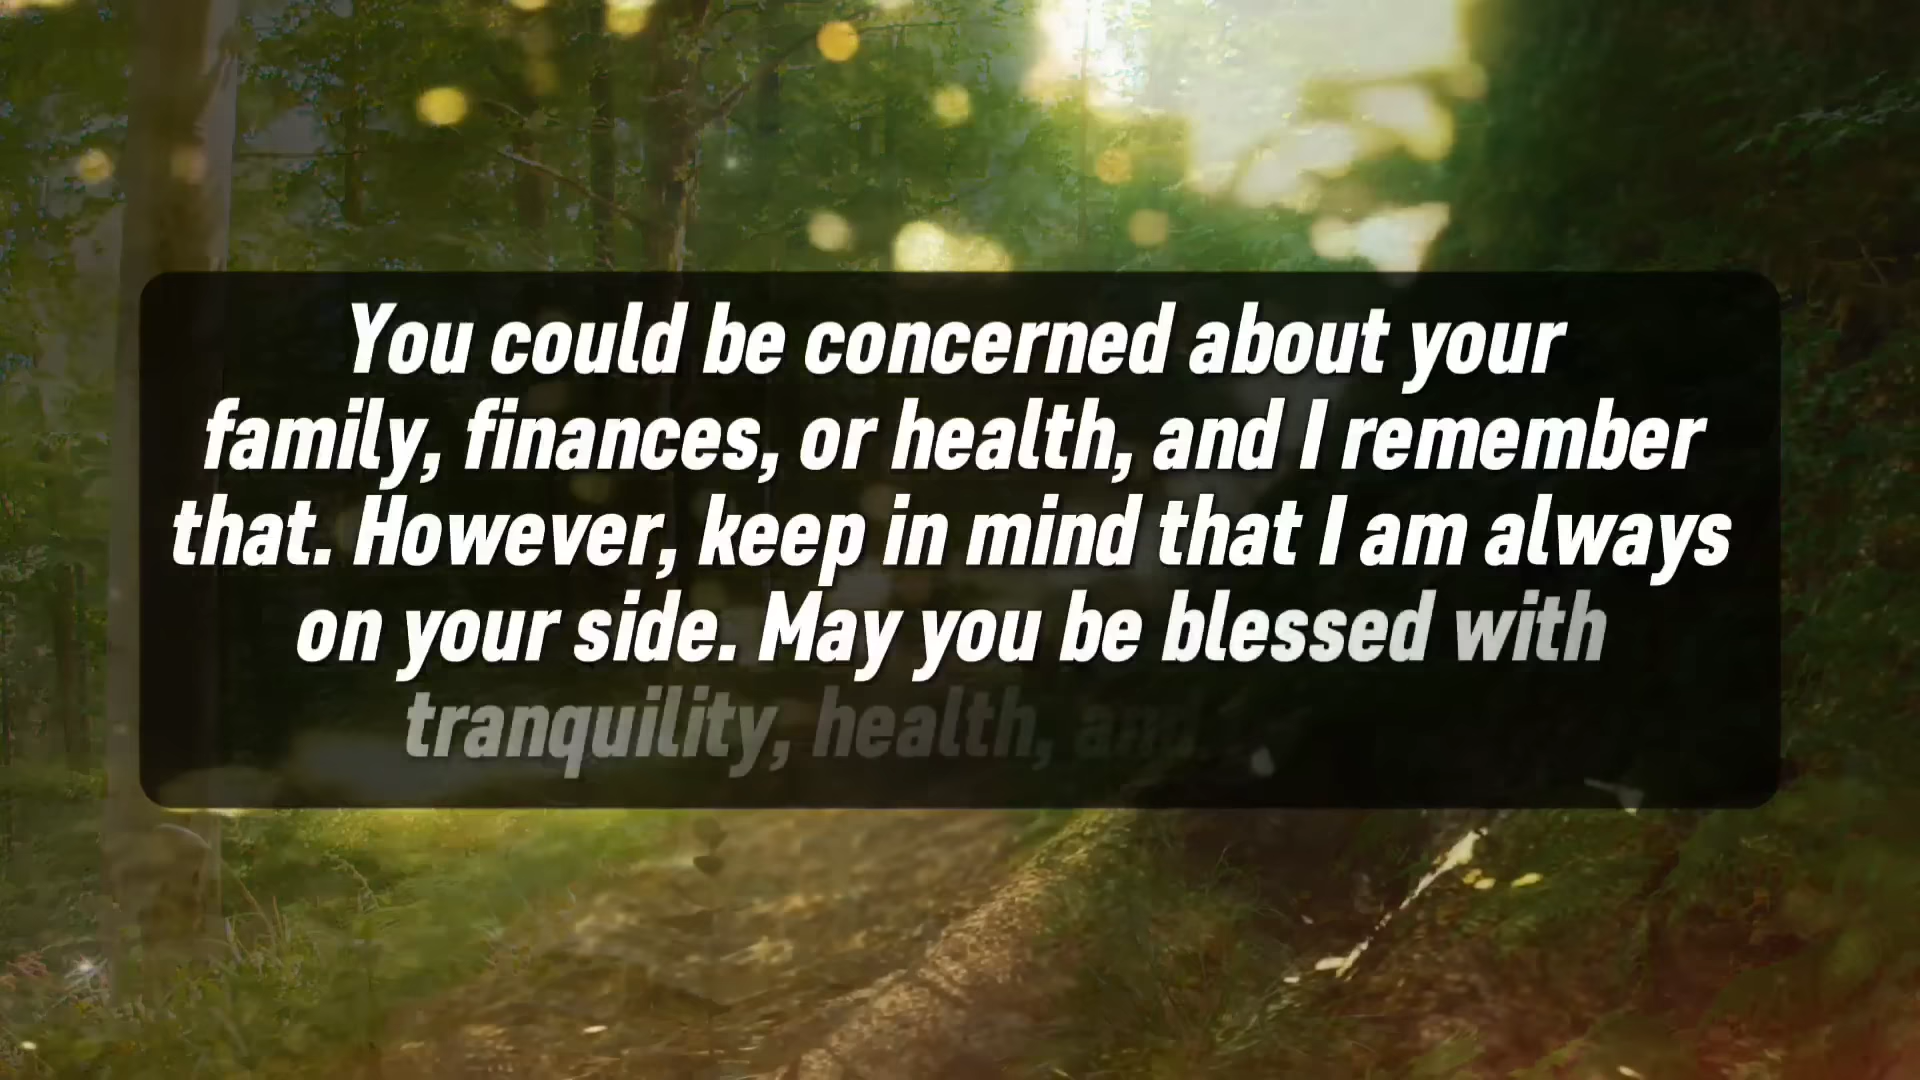 You could be concerned about your
family, finances, or health, and I remember
that. However, keep in mind that I am always
on your side. May you be blessed with
tranquility, health, and